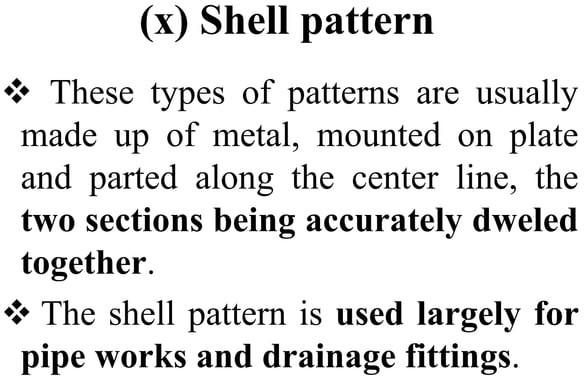 (x) Shell pattern
❖ These types of patterns are usually
made up of metal, mounted on plate
and parted along the center line, the
two sections being accurately dweled
together.
❖ The shell pattern is used largely for
pipe works and drainage fittings.